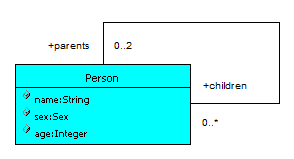 +parents 0..2
Person
+children
name:String
sex:Sex
0..*
age:Integer